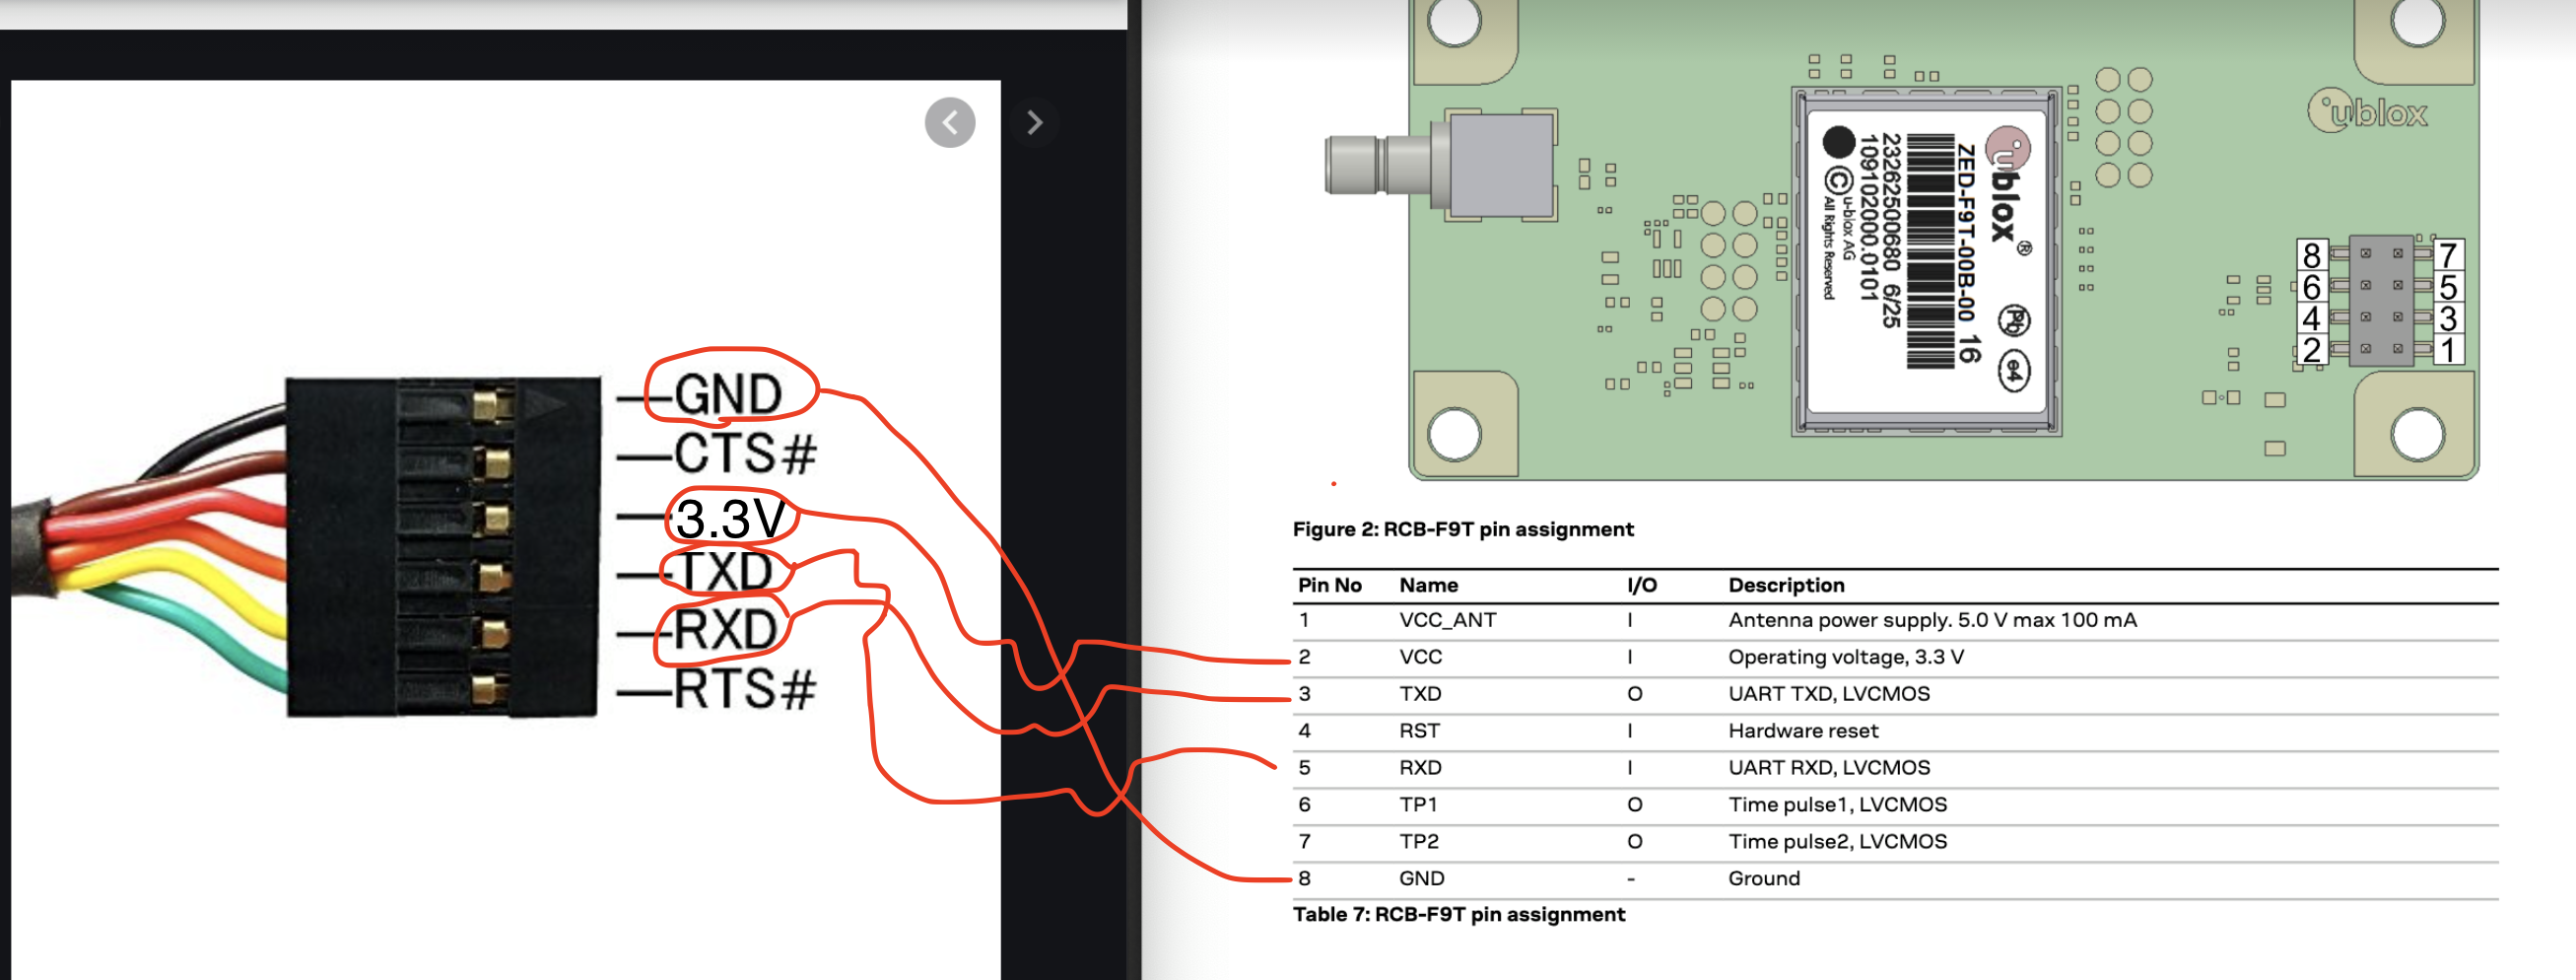 GND
CTS#
3.3V
TXD
RXD
RTS#
ublox
ublox ®
ZED-F9T-00B-00 16
23262500680 6/25
109102000.0101
© u-blox AG
All Rights Reserved
Pb
e4
8 7
6 5
4 3
2 1
Figure 2: RCB-F9T pin assignment
Pin No Name I/O Description
1 VCC_ANT I Antenna power supply. 5.0 V max 100 mA
2 VCC I Operating voltage, 3.3 V
3 TXD O UART TXD, LVCMOS
4 RST I Hardware reset
5 RXD I UART RXD, LVCMOS
6 TP1 O Time pulse1, LVCMOS
7 TP2 O Time pulse2, LVCMOS
8 GND - Ground
Table 7: RCB-F9T pin assignment